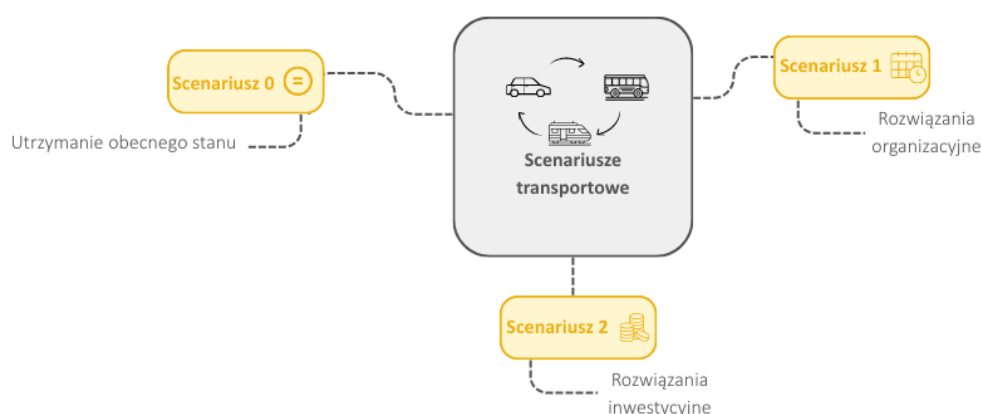 Scenariusz 0
Utrzymanie obecnego stanu
Scenariusze
transportowe
Scenariusz 1
Rozwiązania
organizacyjne
Scenariusz 2
Rozwiązania
inwestycyjne